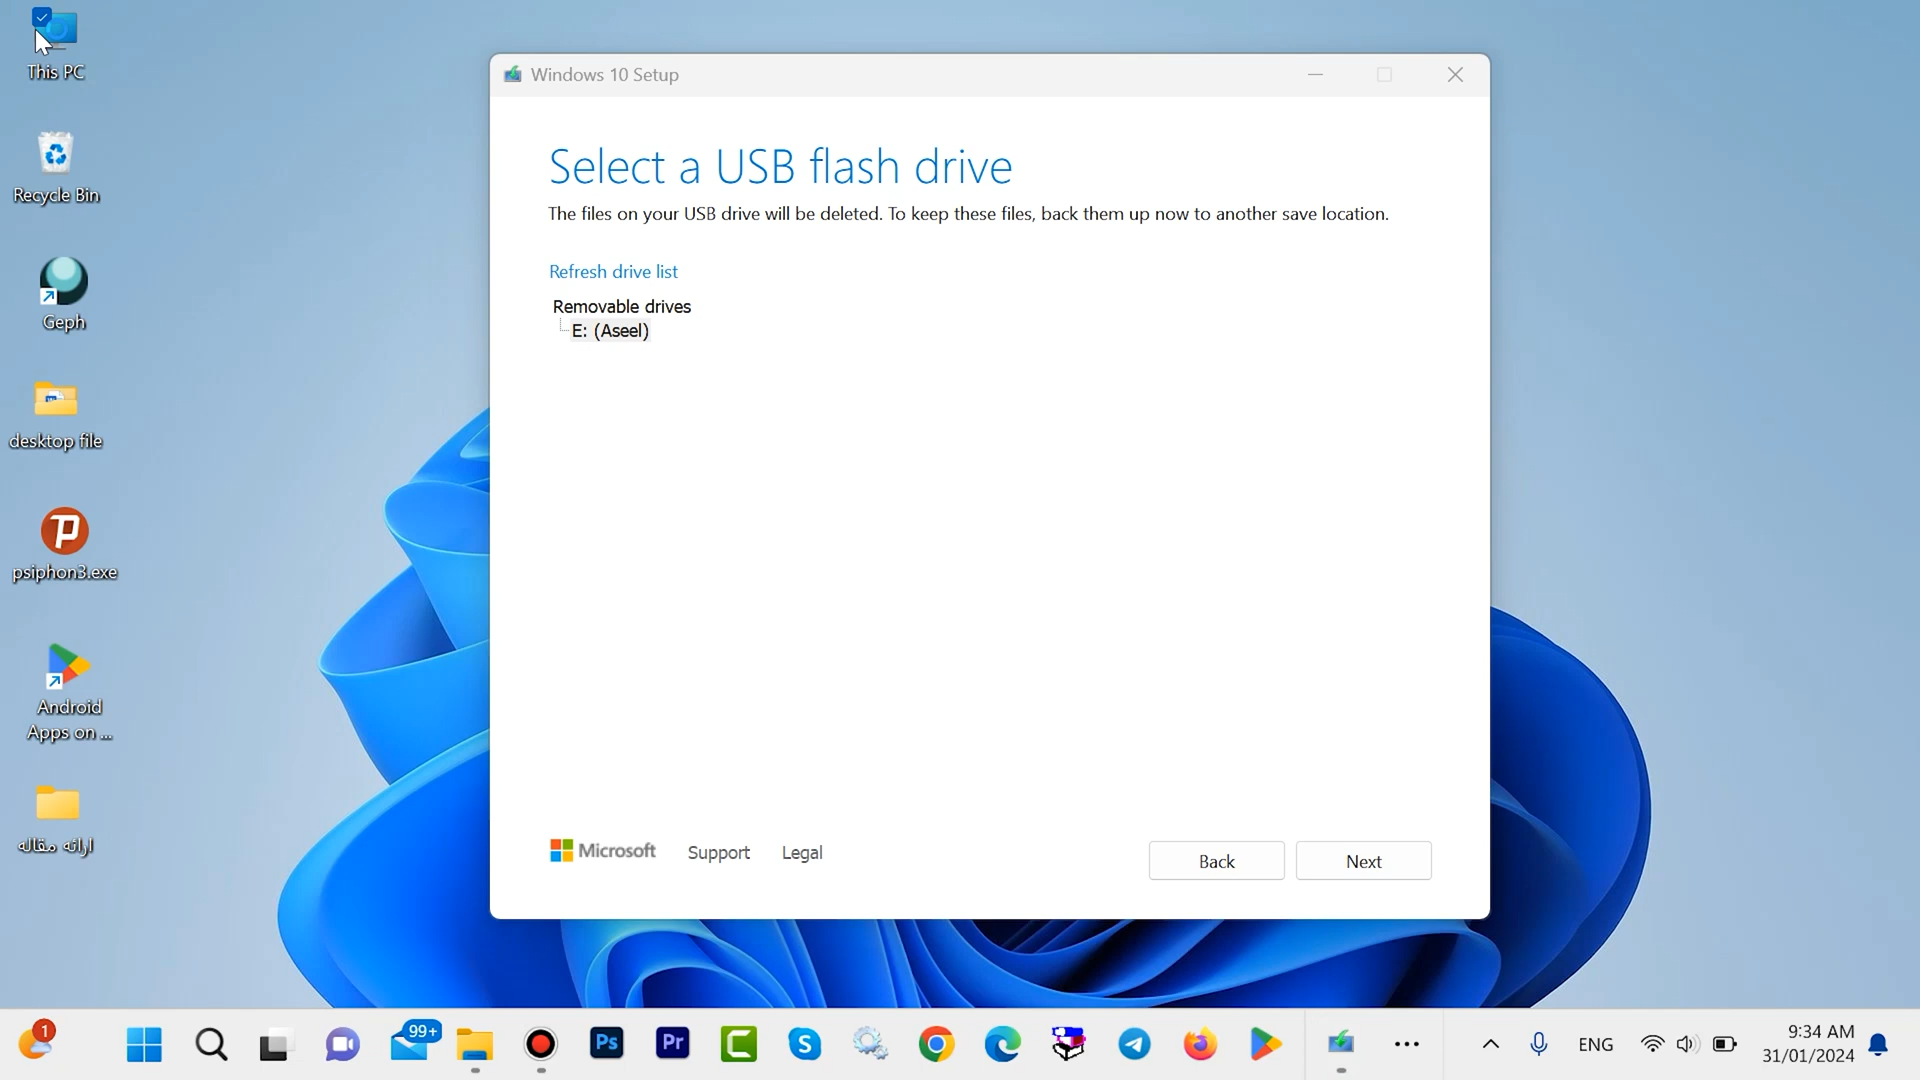 This PC
Recycle Bin
Geph
desktop file
psiphon3.exe
Android
Apps on ...
ارائه مقاله
Windows 10 Setup
Select a USB flash drive
The files on your USB drive will be deleted. To keep these files, back them up now to another save location.
Refresh drive list
Removable drives
E: (Aseel)
Microsoft
Support
Legal
Back
Next
1
99+
Ps
Pr
ENG
9:34 AM
31/01/2024